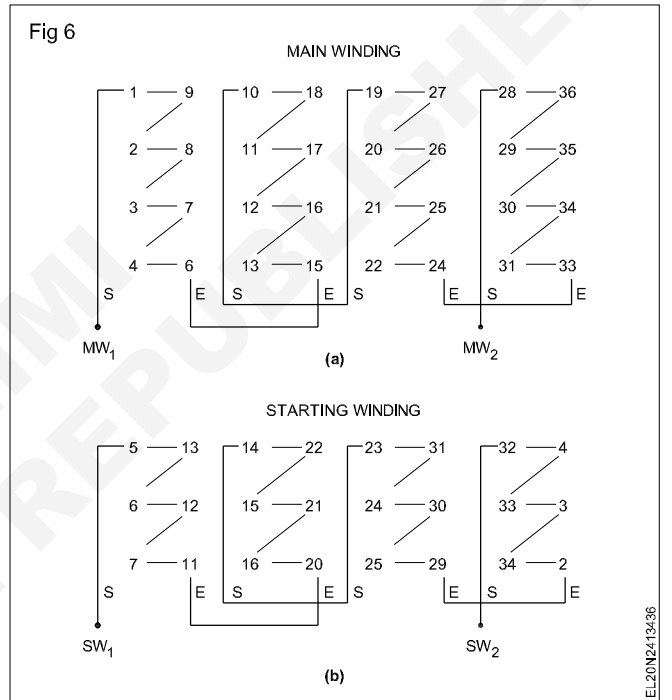 Fig 6
MAIN WINDING
1 9 10 18 19 27 28 36
2 8 11 17 20 26 29 35
3 7 12 16 21 25 30 34
4 6 13 15 22 24 31 33
S E S E S E S E
MW1 MW2
(a)
STARTING WINDING
5 13 14 22 23 31 32 4
6 12 15 21 24 30 33 3
7 11 16 20 25 29 34 2
S E S E S E S E
SW1 SW2
(b)
EL20N2413436
REPUBLISHE